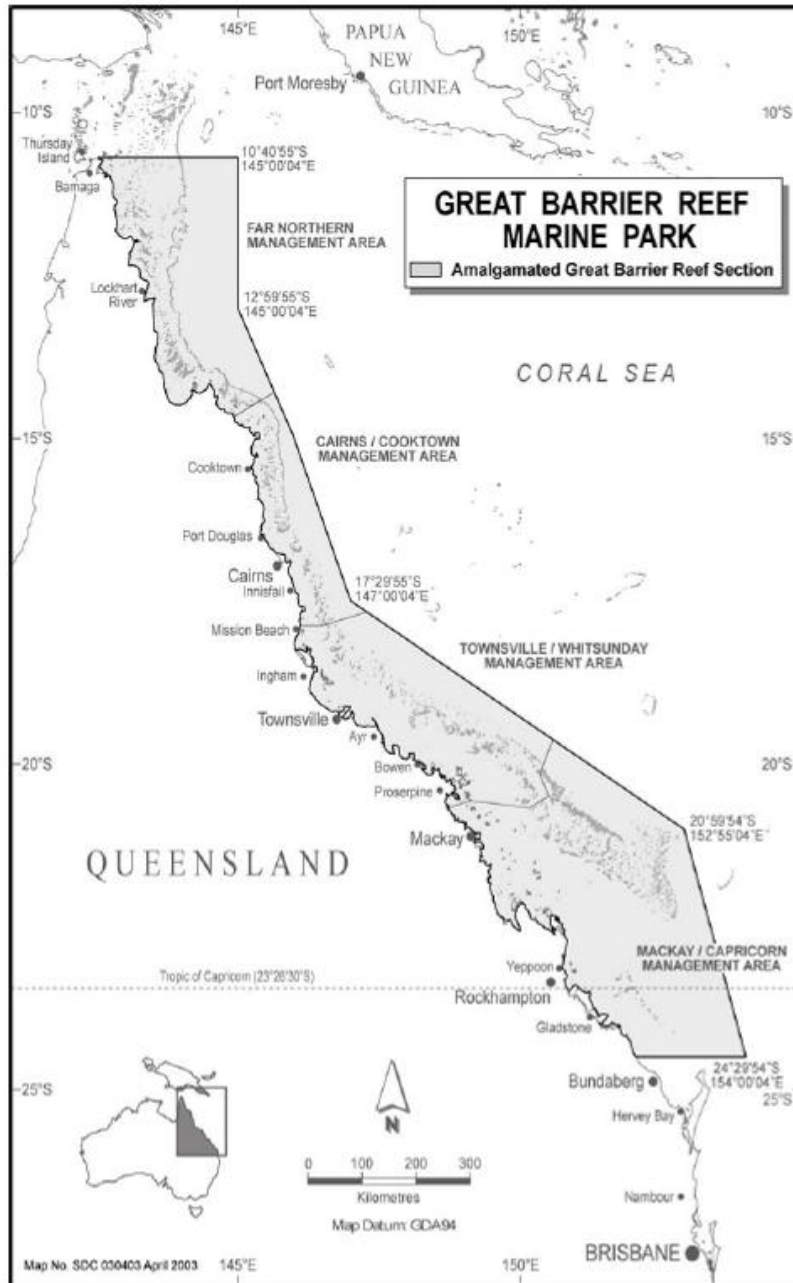 145°E
150°E
PAPUA
NEW
GUINEA
Port Moresby
10°S
10°S
Thursday
Island
Bamaga
10°40'55"S
145°00'04"E
GREAT BARRIER REEF
MARINE PARK
Amalgamated Great Barrier Reef Section
FAR NORTHERN
MANAGEMENT AREA
Lockhart
River
12°59'55"S
145°00'04"E
CORAL SEA
15°S
15°S
CAIRNS / COOKTOWN
MANAGEMENT AREA
Cooktown
Port Douglas
Cairns
Innisfail
17°29'55"S
147°00'04"E
Mission Beach
TOWNSVILLE / WHITSUNDAY
MANAGEMENT AREA
Ingham
Townsville
Ayr
20°S
Bowen
20°S
Proserpine
20°59'54"S
152°55'04"E
Mackay
QUEENSLAND
MACKAY / CAPRICORN
MANAGEMENT AREA
Yeppoon
Tropic of Capricorn (23°26'30"S)
Rockhampton
Gladstone
24°29'54"S
154°00'04"E
25°S
25°S
Bundaberg
Hervey Bay
N
0 100 200 300
Kilometres
Map Datum: GDA94
Nambour
BRISBANE
Map No. SDC 030403 April 2003
145°E
150°E